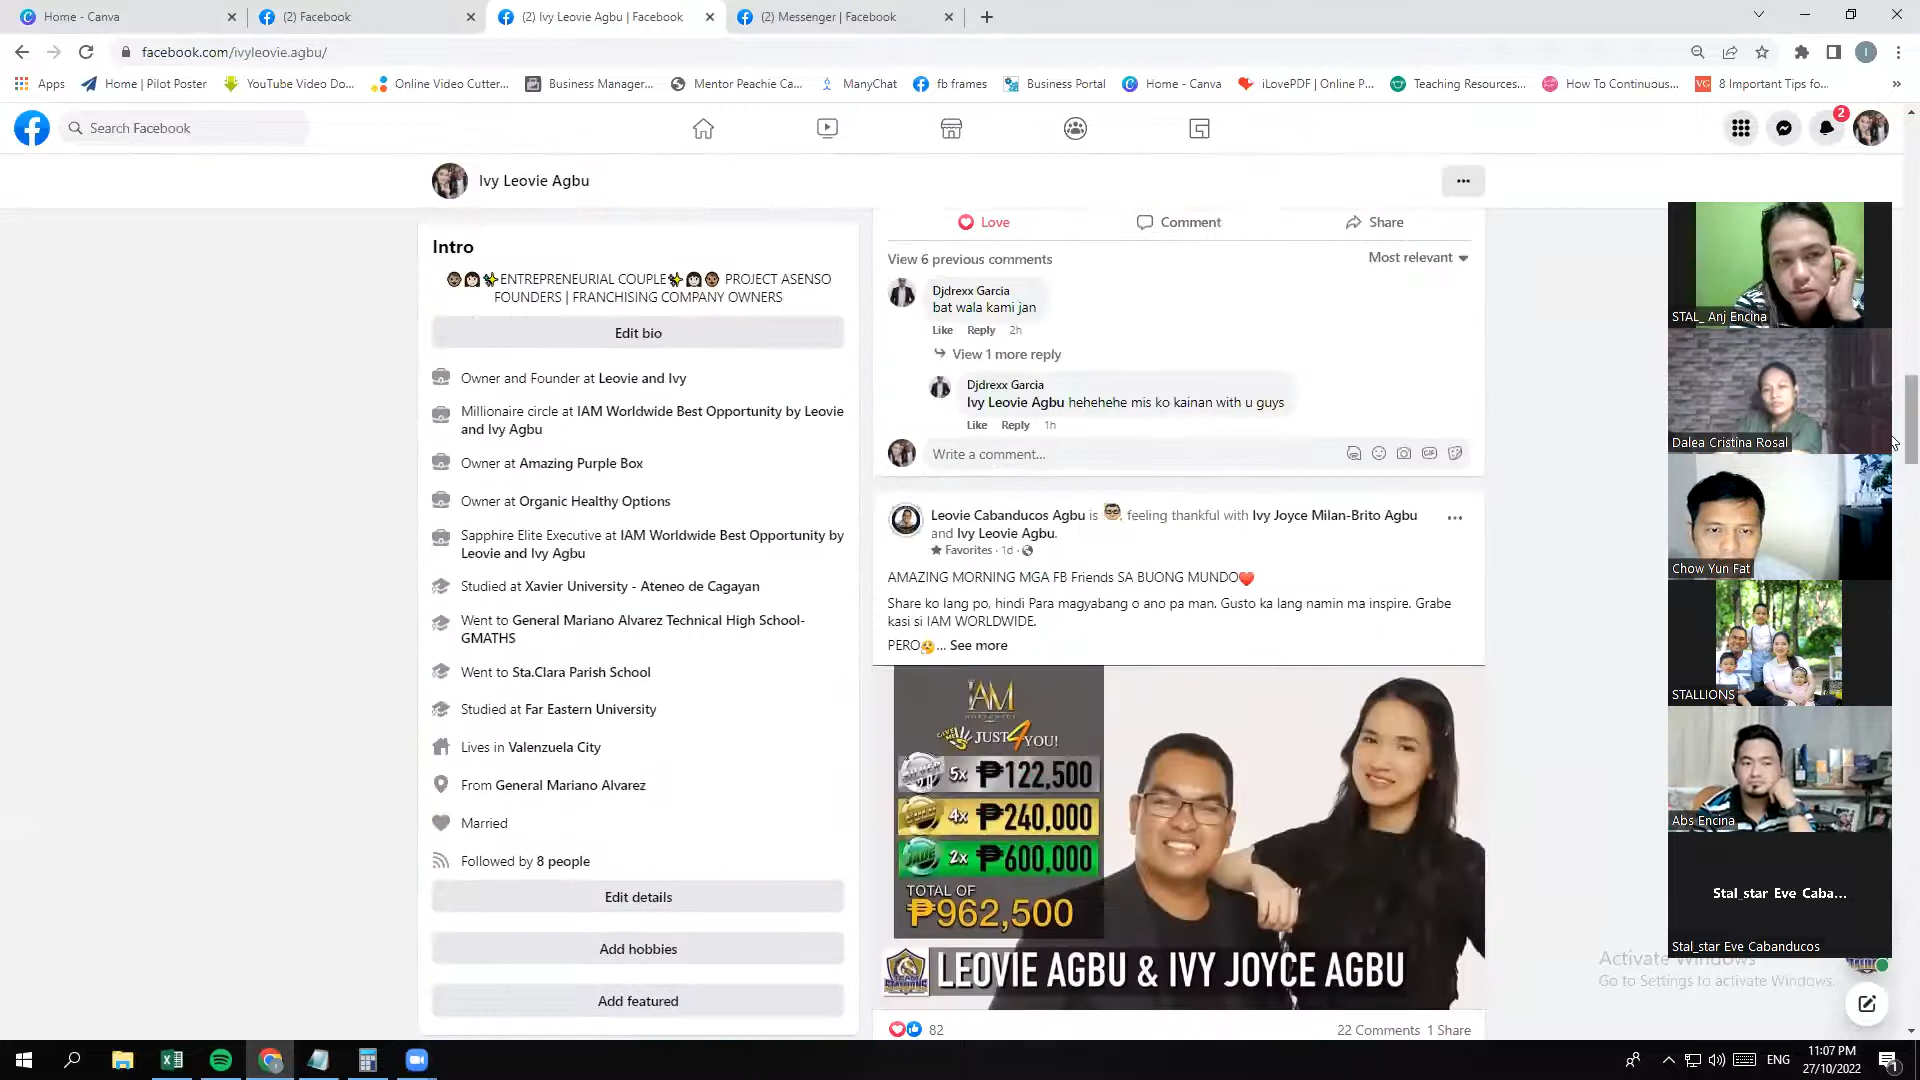 Home - Canva
(2) Facebook
(2) Ivy Leovie Agbu | Facebook
(2) Messenger | Facebook
facebook.com/ivyleovie.agbu/
Apps
Home | Pilot Poster
YouTube Video Do...
Online Video Cutter...
Business Manager...
Mentor Peachie Ca...
ManyChat
fb frames
Business Portal
Home - Canva
iLovePDF | Online P...
Teaching Resources...
How To Continuous...
VG
8 Important Tips fo...
Search Facebook
2
Ivy Leovie Agbu
Intro
ENTREPRENEURIAL COUPLE PROJECT ASENSO
FOUNDERS | FRANCHISING COMPANY OWNERS
Edit bio
Owner and Founder at Leovie and Ivy
Millionaire circle at IAM Worldwide Best Opportunity by Leovie
and Ivy Agbu
Owner at Amazing Purple Box
Owner at Organic Healthy Options
Sapphire Elite Executive at IAM Worldwide Best Opportunity by
Leovie and Ivy Agbu
Studied at Xavier University - Ateneo de Cagayan
Went to General Mariano Alvarez Technical High School-
GMATHS
Went to Sta.Clara Parish School
Studied at Far Eastern University
Lives in Valenzuela City
From General Mariano Alvarez
Married
Followed by 8 people
Edit details
Add hobbies
Add featured
Love
Comment
Share
View 6 previous comments
Most relevant
Djdrexx Garcia
bat wala kami jan
Like Reply 2h
View 1 more reply
Djdrexx Garcia
Ivy Leovie Agbu hehehehe mis ko kainan with u guys
Like Reply 1h
Write a comment...
Leovie Cabanducos Agbu is feeling thankful with Ivy Joyce Milan-Brito Agbu
and Ivy Leovie Agbu.
Favorites · 1d ·
AMAZING MORNING MGA FB Friends SA BUONG MUNDO
Share ko lang po, hindi Para magyabang o ano pa man. Gusto ka lang namin ma inspire. Grabe
kasi si IAM WORLDWIDE.
PERO ... See more
IAM
WORLDWIDE
GIVE ME JUST 4 YOU!
SILVER 5x ₱122,500
GOLD 4x ₱240,000
JADE 2x ₱600,000
TOTAL OF
₱962,500
TEAM STALLIONS
LEOVIE AGBU & IVY JOYCE AGBU
82
22 Comments 1 Share
STAL_ Anj Encina
Dalea Cristina Rosal
Chow Yun Fat
STALLIONS
Abs Encina
Stal_star Eve Caba...
Stal_star Eve Cabanducos
Activate Windows
Go to Settings to activate Windows.
ENG
11:07 PM
27/10/2022
1